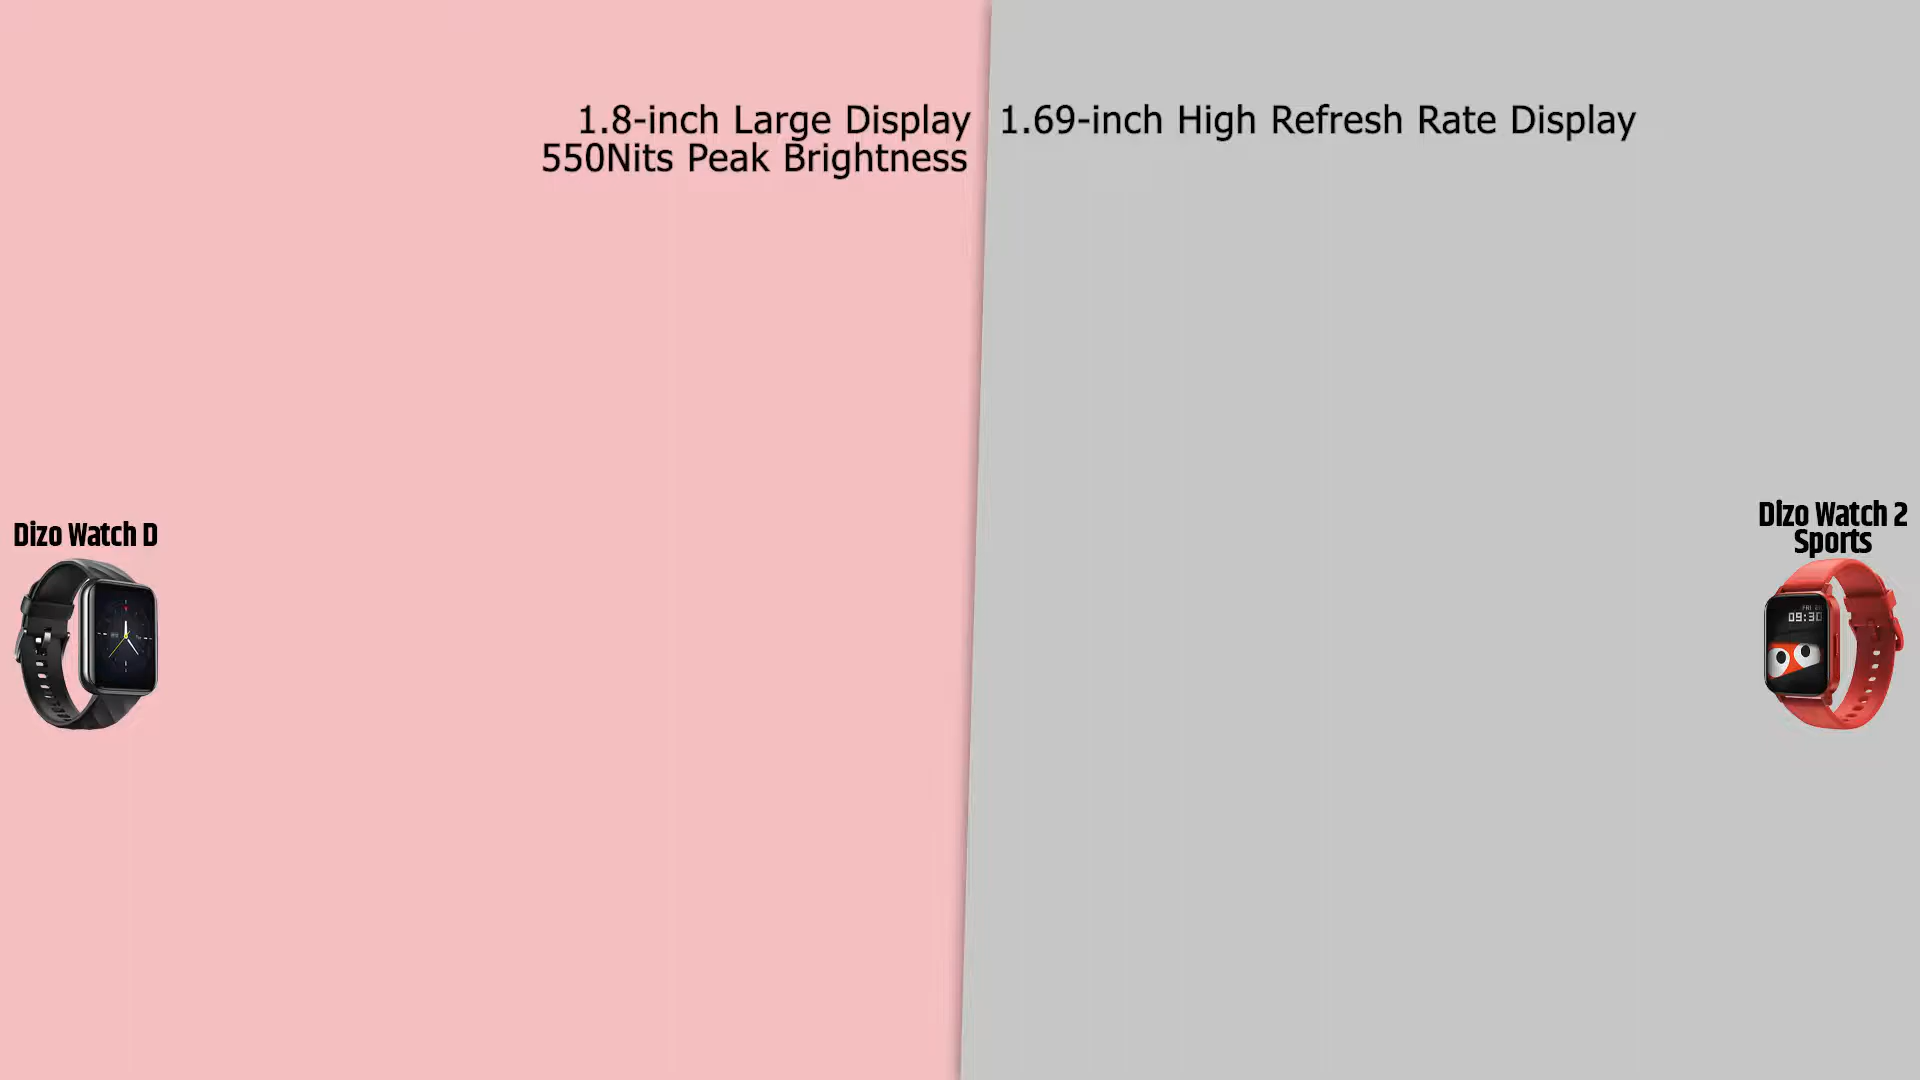 1.8-inch Large Display
550Nits Peak Brightness
1.69-inch High Refresh Rate Display
Dizo Watch D
Dizo Watch 2
Sports
09:30